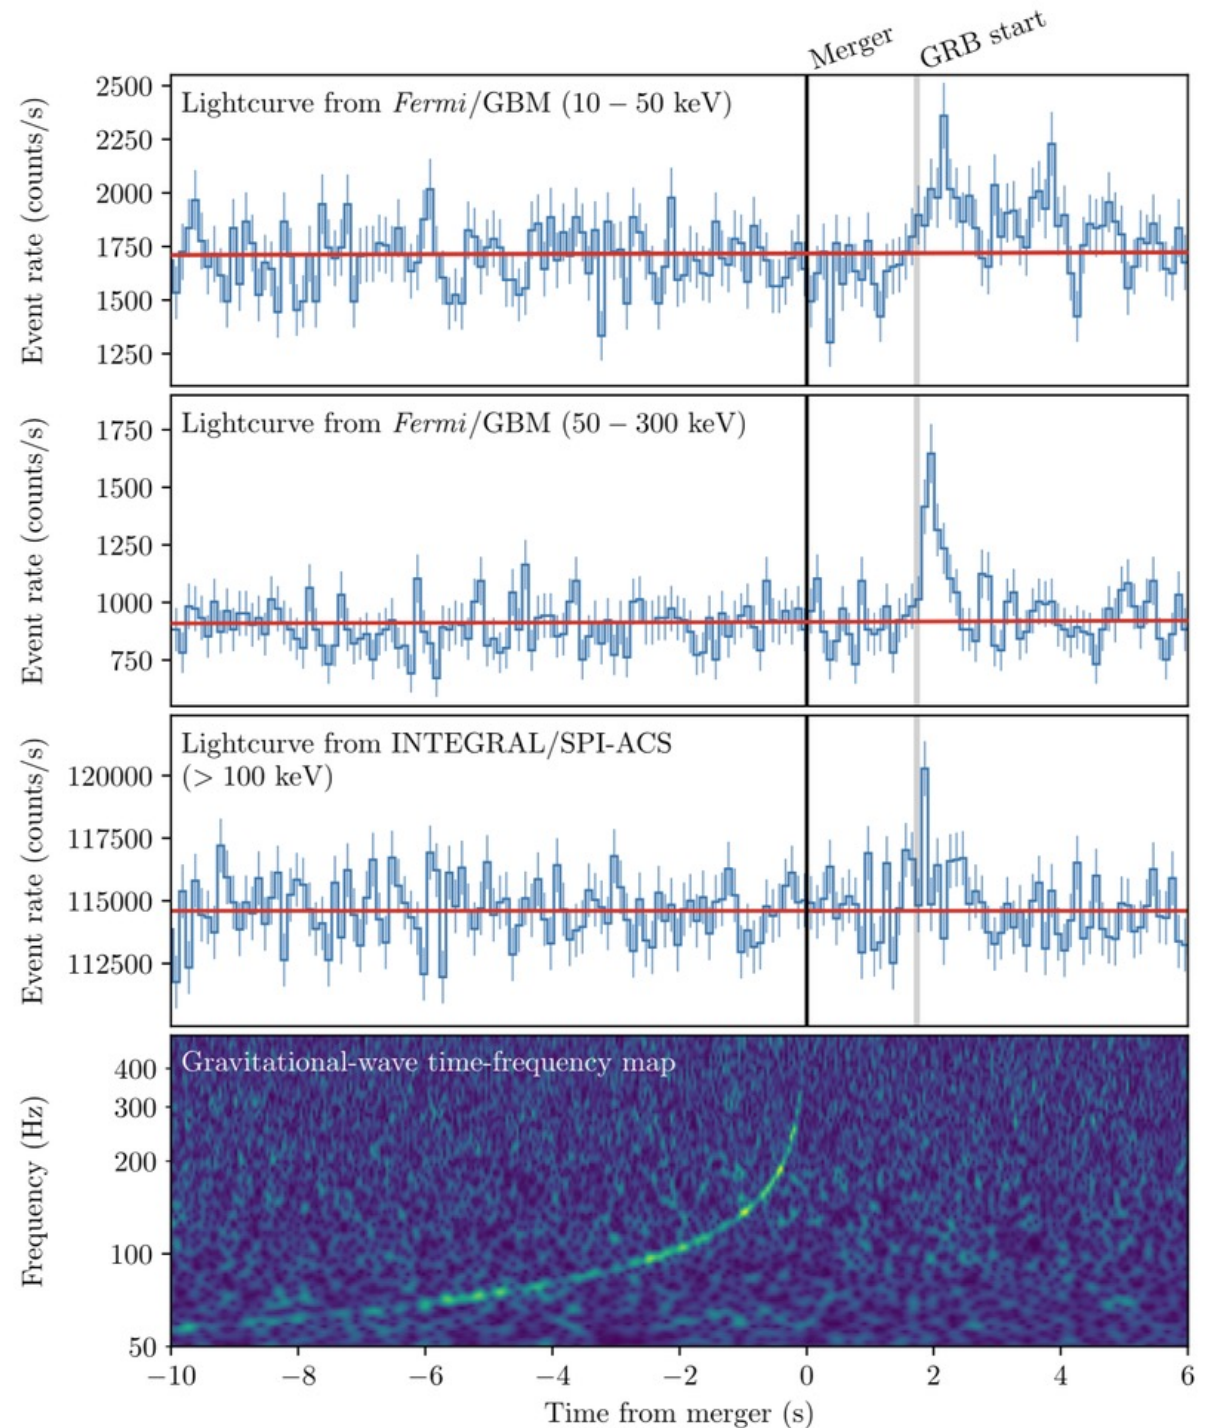 Merger
GRB start
Lightcurve from Fermi/GBM (10 – 50 keV)
Event rate (counts/s)
2500
2250
2000
1750
1500
1250
Lightcurve from Fermi/GBM (50 – 300 keV)
Event rate (counts/s)
1750
1500
1250
1000
750
Lightcurve from INTEGRAL/SPI-ACS
(> 100 keV)
Event rate (counts/s)
120000
117500
115000
112500
Gravitational-wave time-frequency map
Frequency (Hz)
400
300
200
100
50
−10 −8 −6 −4 −2 0 2 4 6
Time from merger (s)